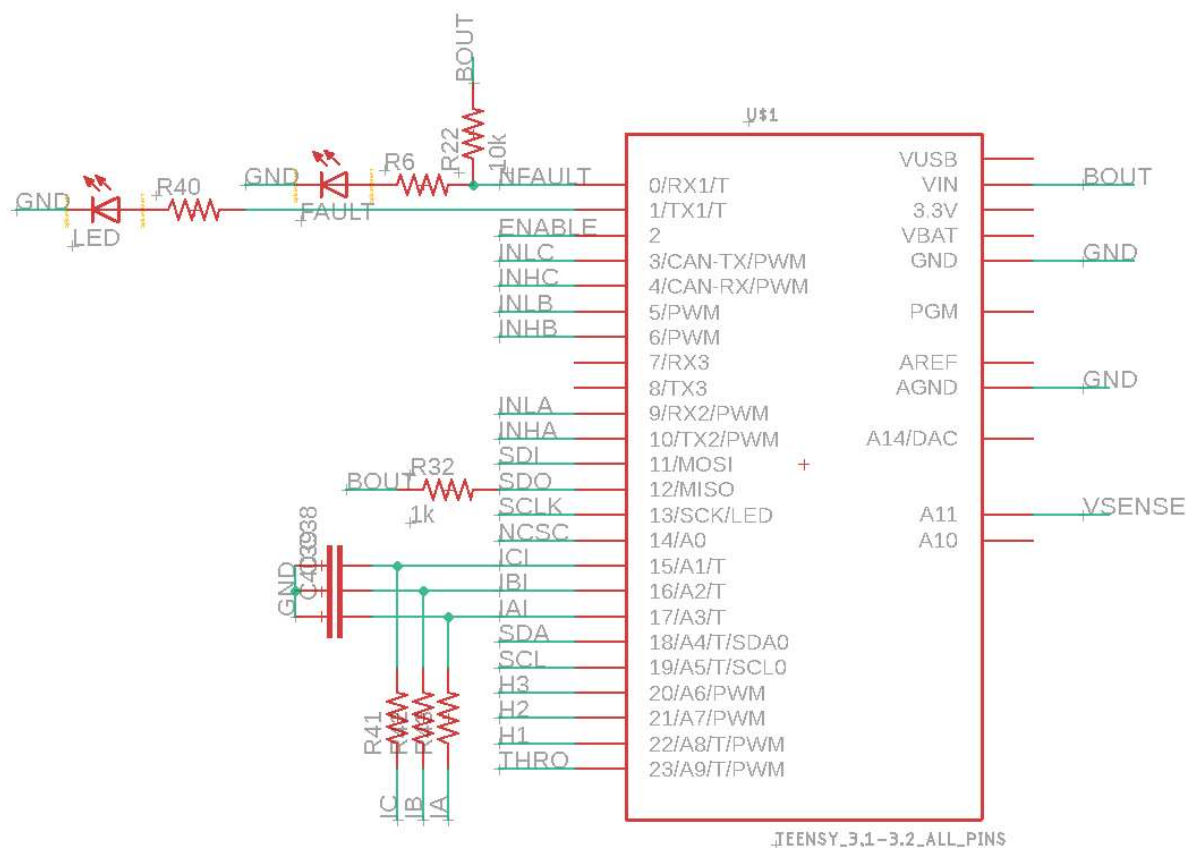 BOUT
U$1
R22
10k
GND
R6
NFAULT
FAULT
GND
R40
LED
ENABLE
INLC
INHC
INLB
INHB
INLA
INHA
SDI
BOUT
R32
1k
SDO
SCLK
NCSC
GND
ICI
IBI
IAI
SDA
SCL
H3
H2
H1
THRO
R41
IC
IB
IA
0/RX1/T
1/TX1/T
2
3/CAN-TX/PWM
4/CAN-RX/PWM
5/PWM
6/PWM
7/RX3
8/TX3
9/RX2/PWM
10/TX2/PWM
11/MOSI
12/MISO
13/SCK/LED
14/A0
15/A1/T
16/A2/T
17/A3/T
18/A4/T/SDA0
19/A5/T/SCL0
20/A6/PWM
21/A7/PWM
22/A8/T/PWM
23/A9/T/PWM
VUSB
VIN
3.3V
VBAT
GND
PGM
AREF
AGND
A14/DAC
A11
A10
BOUT
GND
GND
VSENSE
TEENSY_3.1-3.2_ALL_PINS